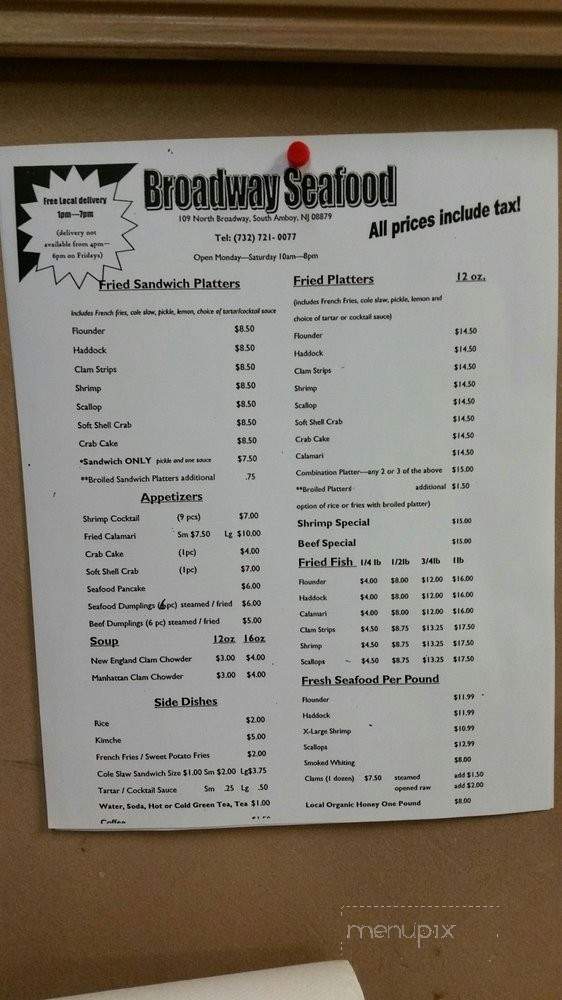 Free Local delivery
1pm—7pm
(delivery not
available from 4pm—
6pm on Fridays)
Broadway Seafood
109 North Broadway, South Amboy, NJ 08879
Tel: (732) 721- 0077
Open Monday—Saturday 10am—8pm
All prices include tax!
Fried Sandwich Platters
Includes French fries, cole slaw, pickle, lemon, choice of tartar/cocktail sauce
Flounder $8.50
Haddock $8.50
Clam Strips $8.50
Shrimp $8.50
Scallop $8.50
Soft Shell Crab $8.50
Crab Cake $8.50
*Sandwich ONLY pickle and one sauce $7.50
**Broiled Sandwich Platters additional .75
Appetizers
Shrimp Cocktail (9 pcs) $7.00
Fried Calamari Sm $7.50 Lg $10.00
Crab Cake (1pc) $4.00
Soft Shell Crab (1pc) $7.00
Seafood Pancake $6.00
Seafood Dumplings (6 pc) steamed / fried $6.00
Beef Dumplings (6 pc) steamed / fried $5.00
Soup 12oz 16oz
New England Clam Chowder $3.00 $4.00
Manhattan Clam Chowder $3.00 $4.00
Side Dishes
Rice $2.00
Kimche $5.00
French Fries / Sweet Potato Fries $2.00
Cole Slaw Sandwich Size $1.00 Sm $2.00 Lg$3.75
Tartar / Cocktail Sauce Sm .25 Lg .50
Water, Soda, Hot or Cold Green Tea, Tea $1.00
Coffee
Fried Platters 12 oz.
(includes French Fries, cole slaw, pickle, lemon and
choice of tartar or cocktail sauce)
Flounder $14.50
Haddock $14.50
Clam Strips $14.50
Shrimp $14.50
Scallop $14.50
Soft Shell Crab $14.50
Crab Cake $14.50
Calamari $14.50
Combination Platter—any 2 or 3 of the above $15.00
**Broiled Platters additional $1.50
option of rice or fries with broiled platter)
Shrimp Special $15.00
Beef Special $15.00
Fried Fish 1/4 lb 1/2lb 3/4lb 1lb
Flounder $4.00 $8.00 $12.00 $16.00
Haddock $4.00 $8.00 $12.00 $16.00
Calamari $4.00 $8.00 $12.00 $16.00
Clam Strips $4.50 $8.75 $13.25 $17.50
Shrimp $4.50 $8.75 $13.25 $17.50
Scallops $4.50 $8.75 $13.25 $17.50
Fresh Seafood Per Pound
Flounder $11.99
Haddock $11.99
X-Large Shrimp $10.99
Scallops $12.99
Smoked Whiting $8.00
Clams (1 dozen) $7.50 steamed add $1.50
opened raw add $2.00
Local Organic Honey One Pound $8.00
menupix